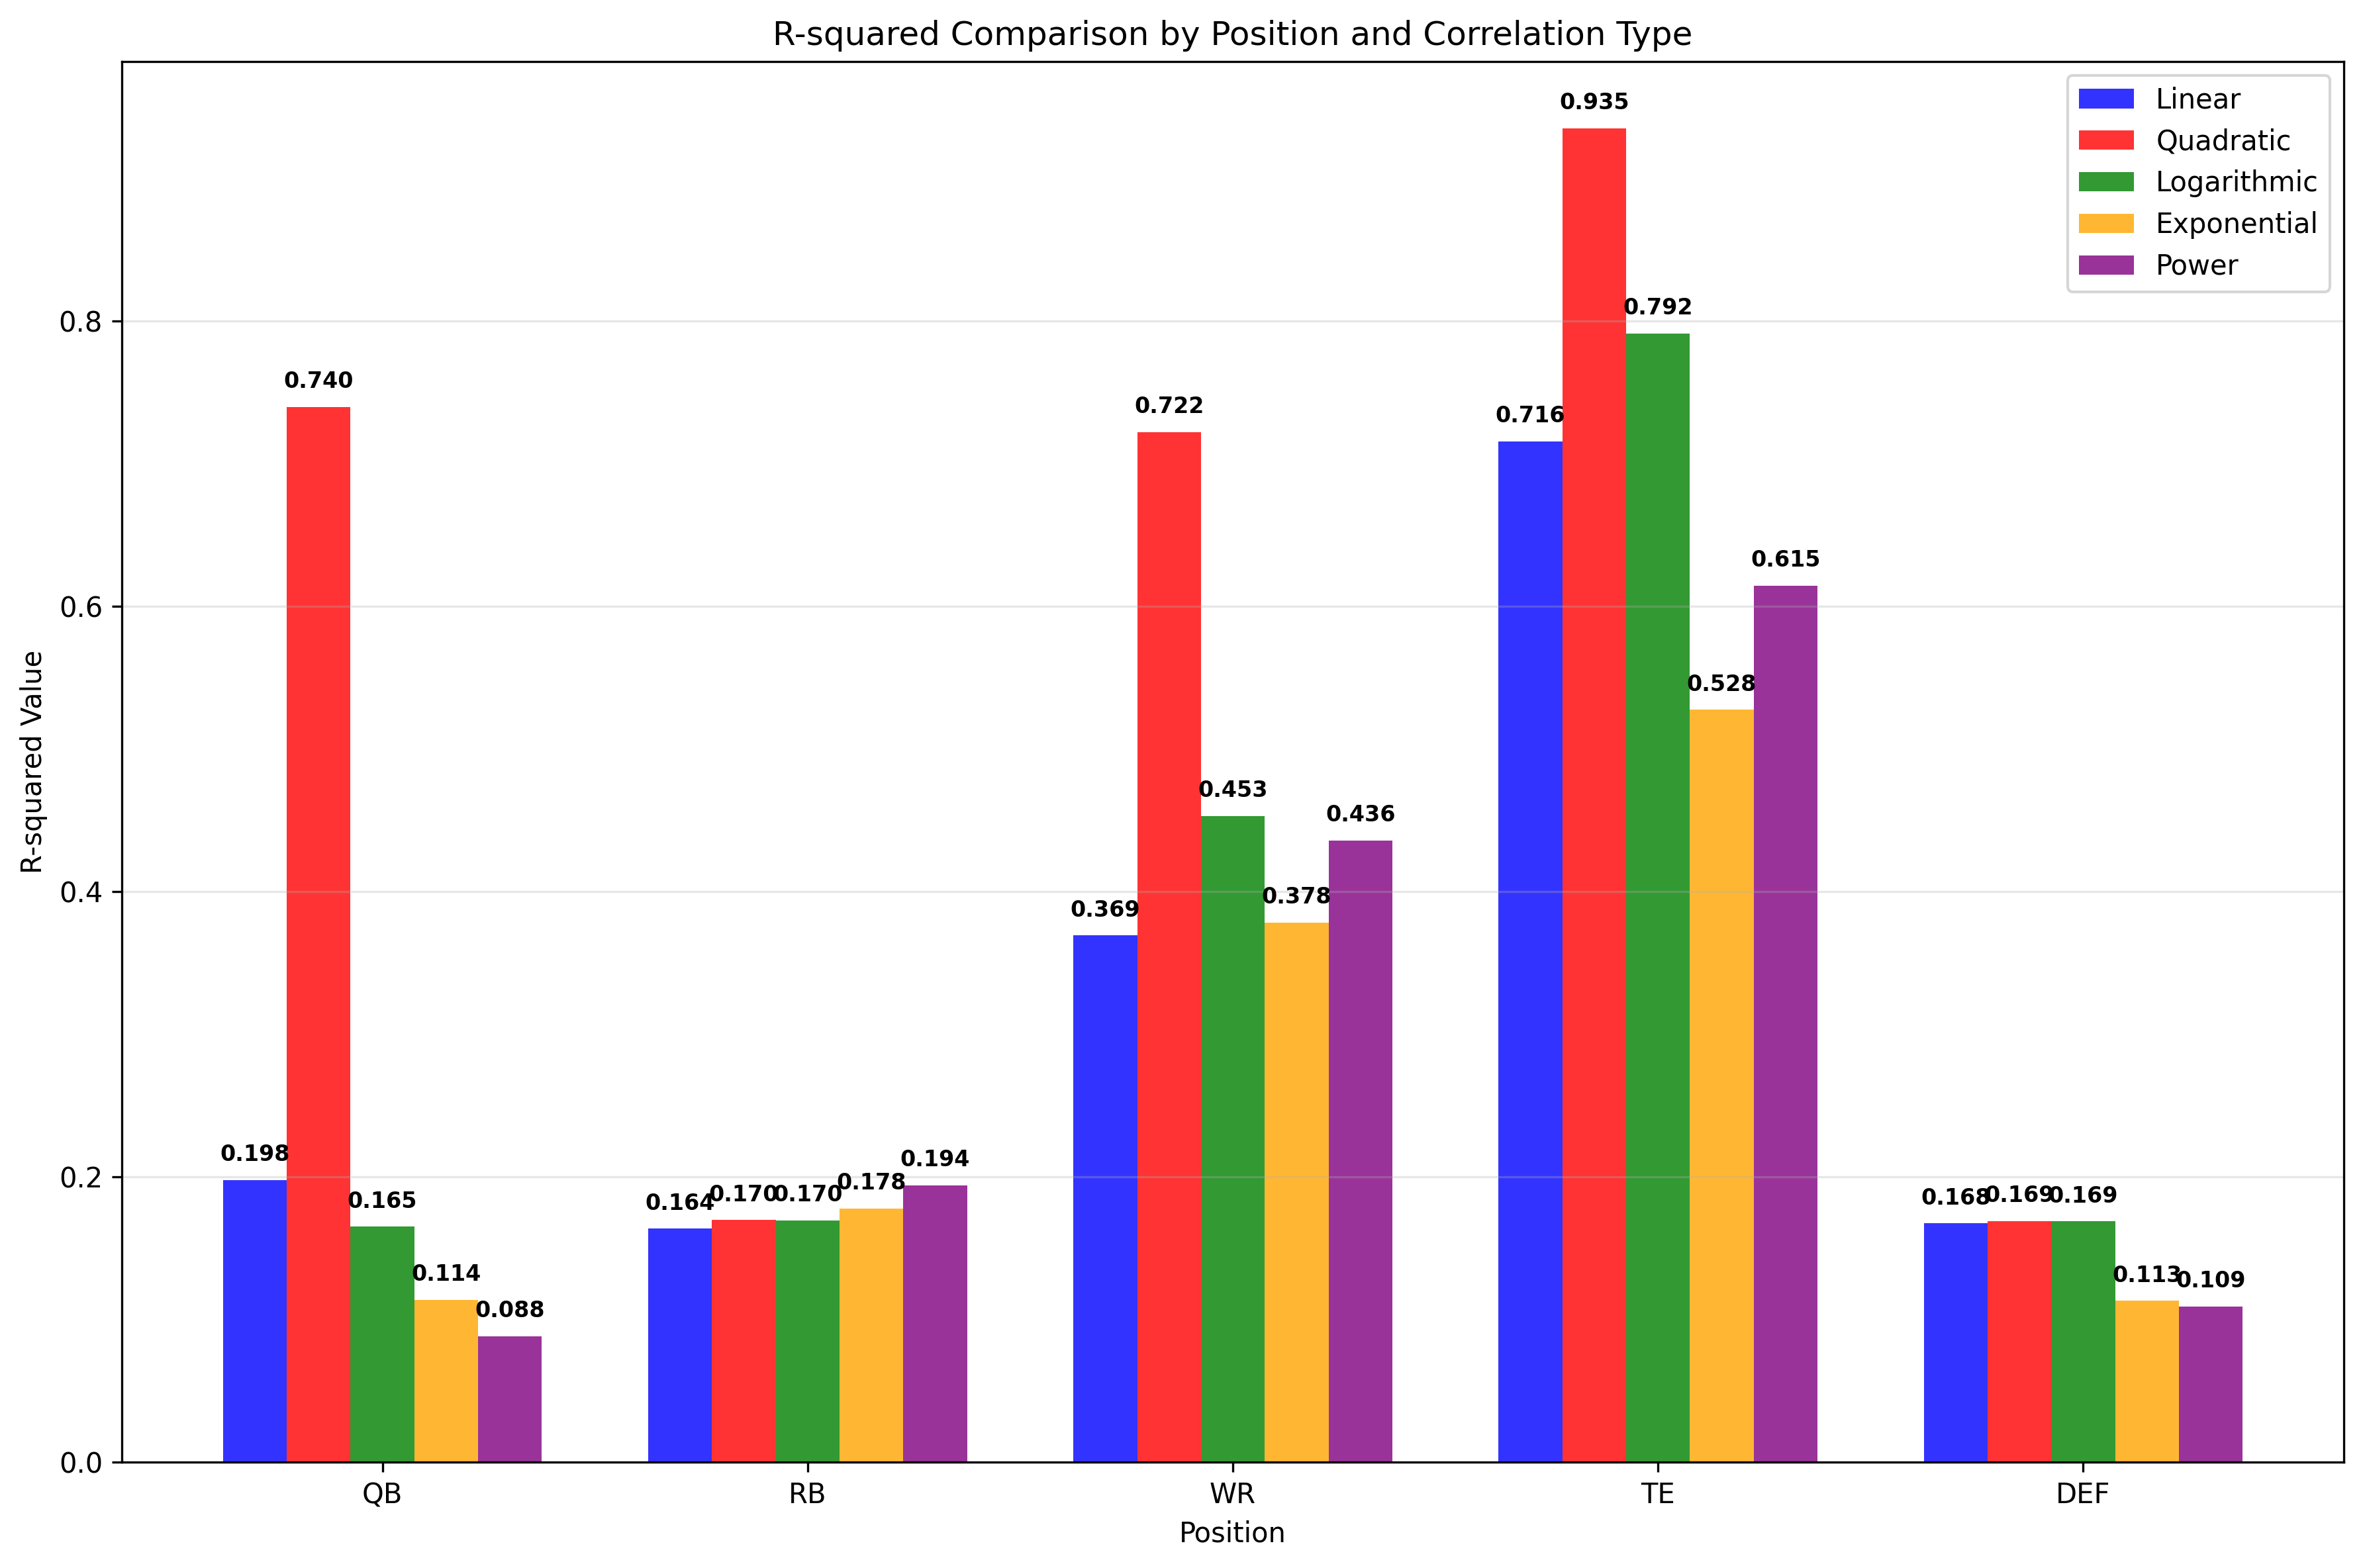 R-squared Comparison by Position and Correlation Type
Linear
Quadratic
Logarithmic
Exponential
Power
R-squared Value
0.8
0.6
0.4
0.2
0.0
0.198
0.740
0.165
0.114
0.088
0.164
0.170
0.170
0.178
0.194
0.369
0.722
0.453
0.378
0.436
0.716
0.935
0.792
0.528
0.615
0.168
0.169
0.169
0.113
0.109
QB
RB
WR
TE
DEF
Position